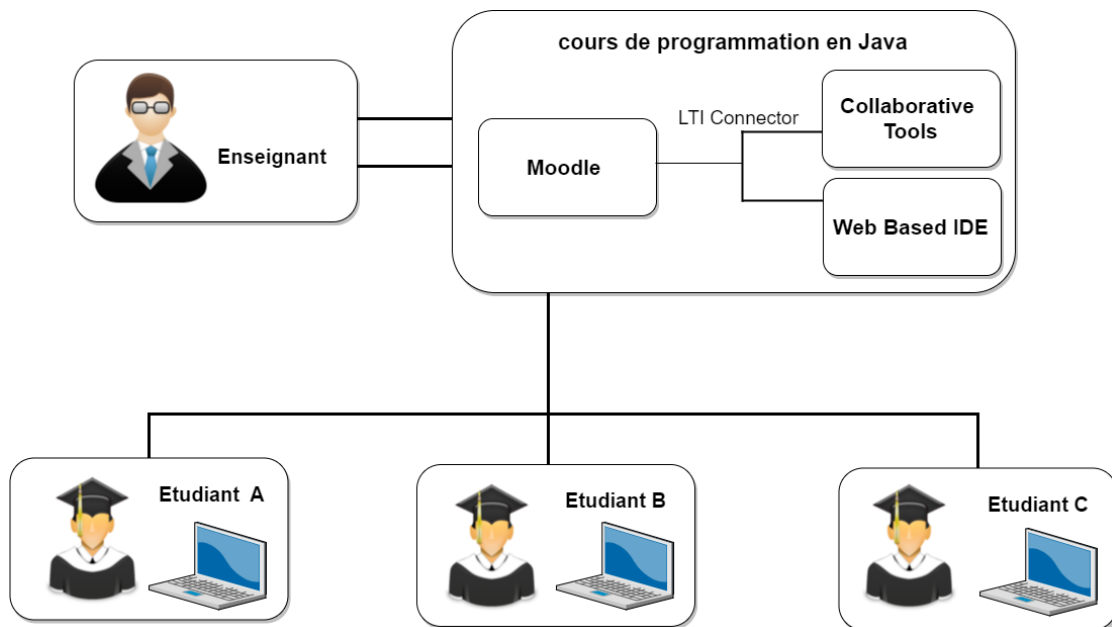 cours de programmation en Java
Enseignant
Moodle
LTI Connector
Collaborative
Tools
Web Based IDE
Etudiant A
Etudiant B
Etudiant C